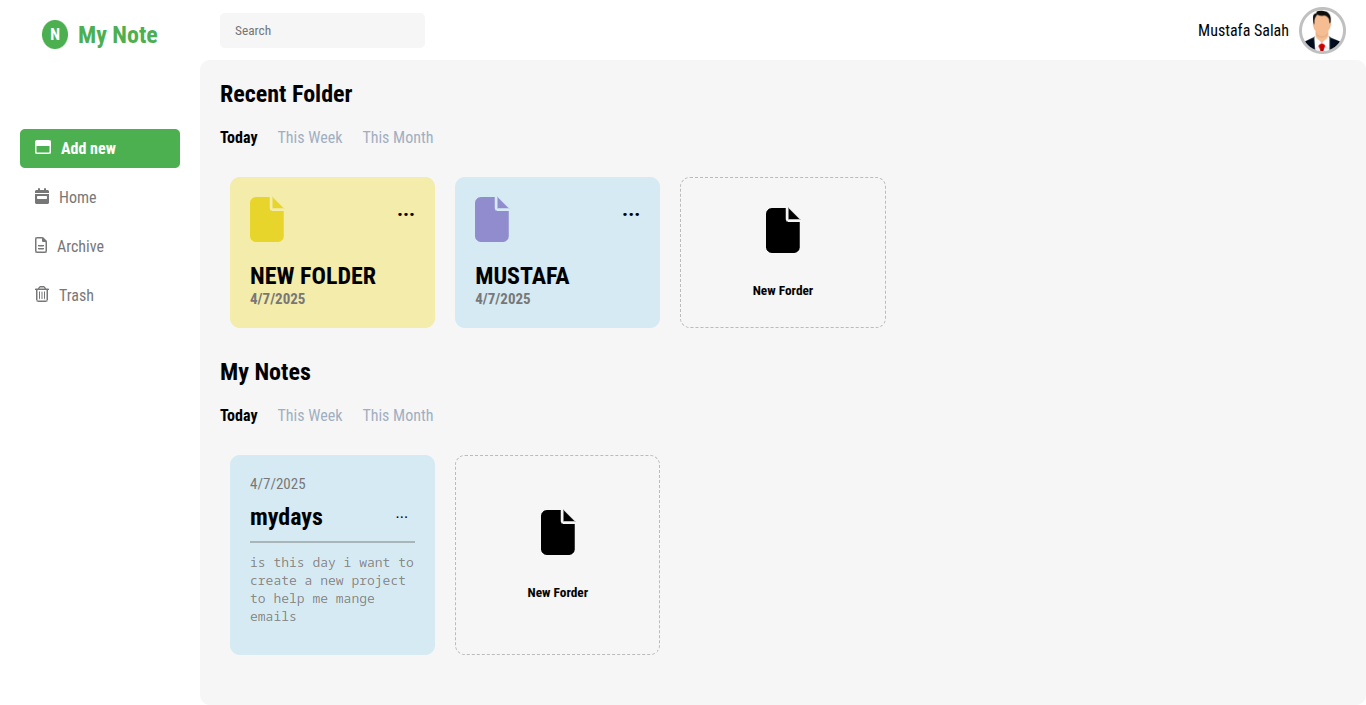 N My Note
Search
Mustafa Salah
Add new
Home
Archive
Trash
Recent Folder
Today This Week This Month
NEW FOLDER
4/7/2025
MUSTAFA
4/7/2025
New Forder
My Notes
Today This Week This Month
4/7/2025
mydays
is this day i want to
create a new project
to help me mange
emails
New Forder